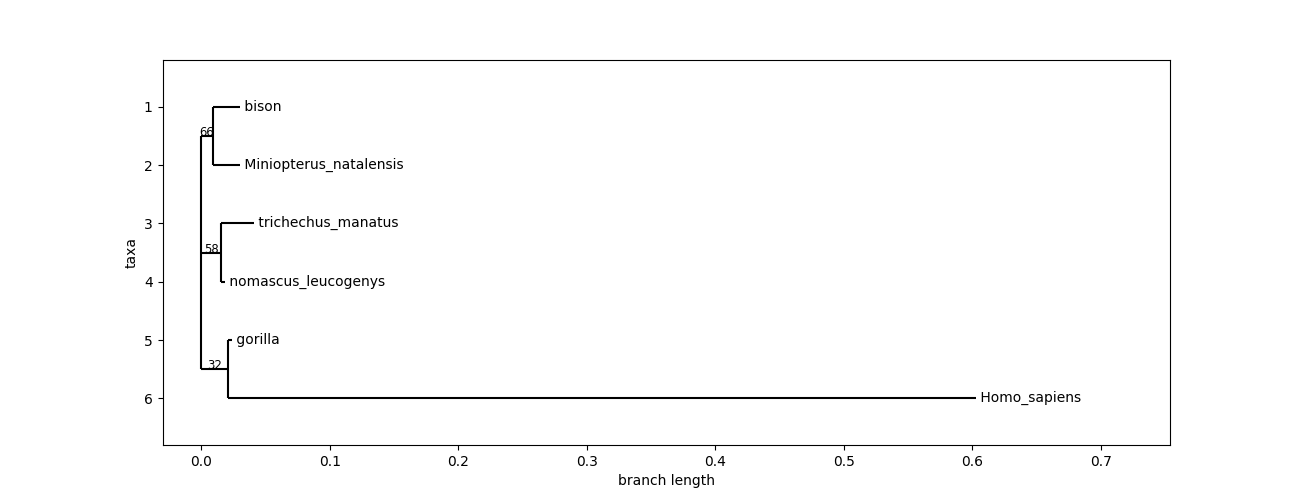 1
bison
66
2
Miniopterus_natalensis
3
trichechus_manatus
58
taxa
4
nomascus_leucogenys
5
gorilla
32
6
Homo_sapiens
0.0 0.1 0.2 0.3 0.4 0.5 0.6 0.7
branch length